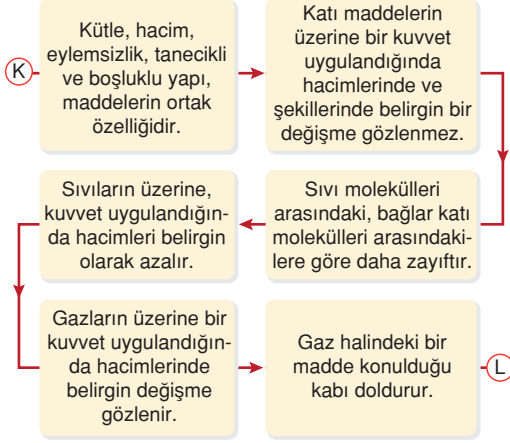 K
Kütle, hacim,
eylemsizlik, tanecikli
ve boşluklu yapı,
maddelerin ortak
özelliğidir.
Katı maddelerin
üzerine bir kuvvet
uygulandığında
hacimlerinde ve
şekillerinde belirgin bir
değişme gözlenmez.
Sıvı molekülleri
arasındaki, bağlar katı
molekülleri arasındaki-
lere göre daha zayıftır.
Sıvıların üzerine,
kuvvet uygulandığın-
da hacimleri belirgin
olarak azalır.
Gazların üzerine bir
kuvvet uygulandığın-
da hacimlerinde
belirgin değişme
gözlenir.
Gaz halindeki bir
madde konulduğu
kabı doldurur.
L